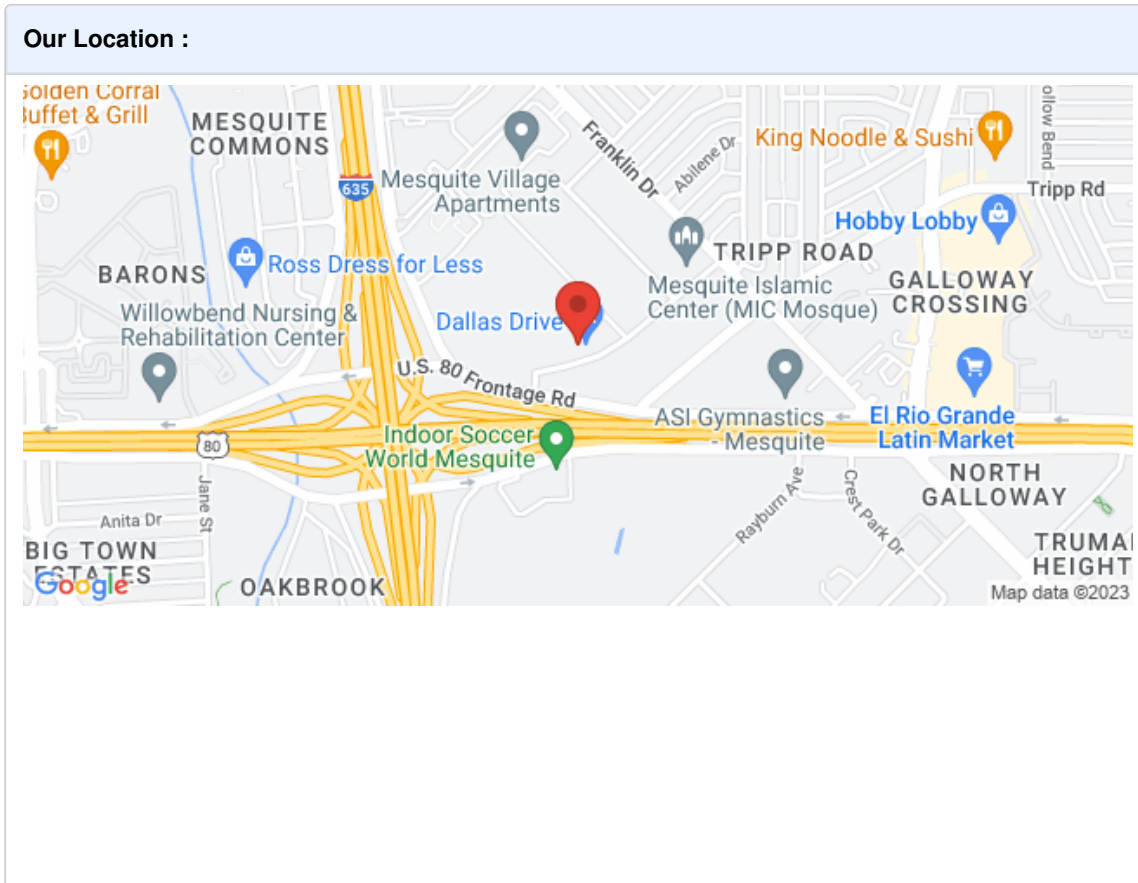 Our Location :
Golden Corral
Buffet & Grill
MESQUITE
COMMONS
635
Mesquite Village
Apartments
Franklin Dr
Abilene Dr
King Noodle & Sushi
ollow Bend
Tripp Rd
Hobby Lobby
BARONS
Ross Dress for Less
TRIPP ROAD
Mesquite Islamic
Center (MIC Mosque)
GALLOWAY
CROSSING
Willowbend Nursing &
Rehabilitation Center
Dallas Drive
U.S. 80 Frontage Rd
ASI Gymnastics
- Mesquite
El Rio Grande
Latin Market
80
Indoor Soccer
World Mesquite
NORTH
GALLOWAY
Jane St
Anita Dr
Rayburn Ave
Crest Park Dr
BIG TOWN
ESTATES
OAKBROOK
TRUMA
HEIGHT
Google
Map data ©2023